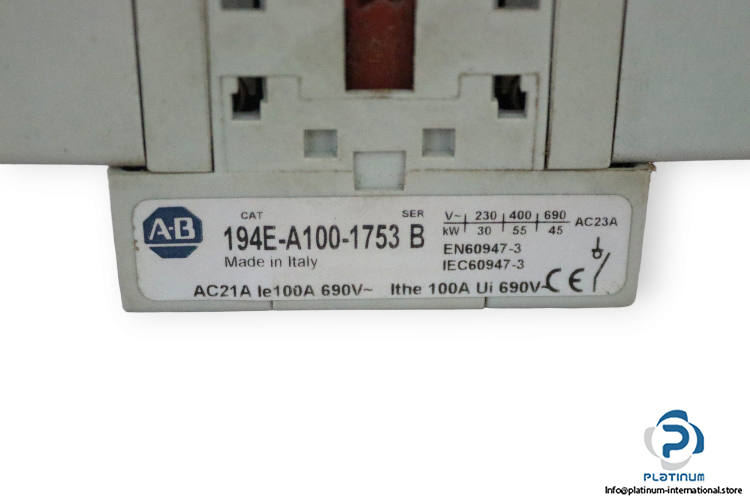 CAT SER
A-B 194E-A100-1753 B
Made in Italy
V~ 230 400 690 AC23A
kW 30 55 45
EN60947-3
IEC60947-3
AC21A Ie100A 690V~ Ithe 100A Ui 690V~ CE
PLATINUM
Info@platinum-international.store